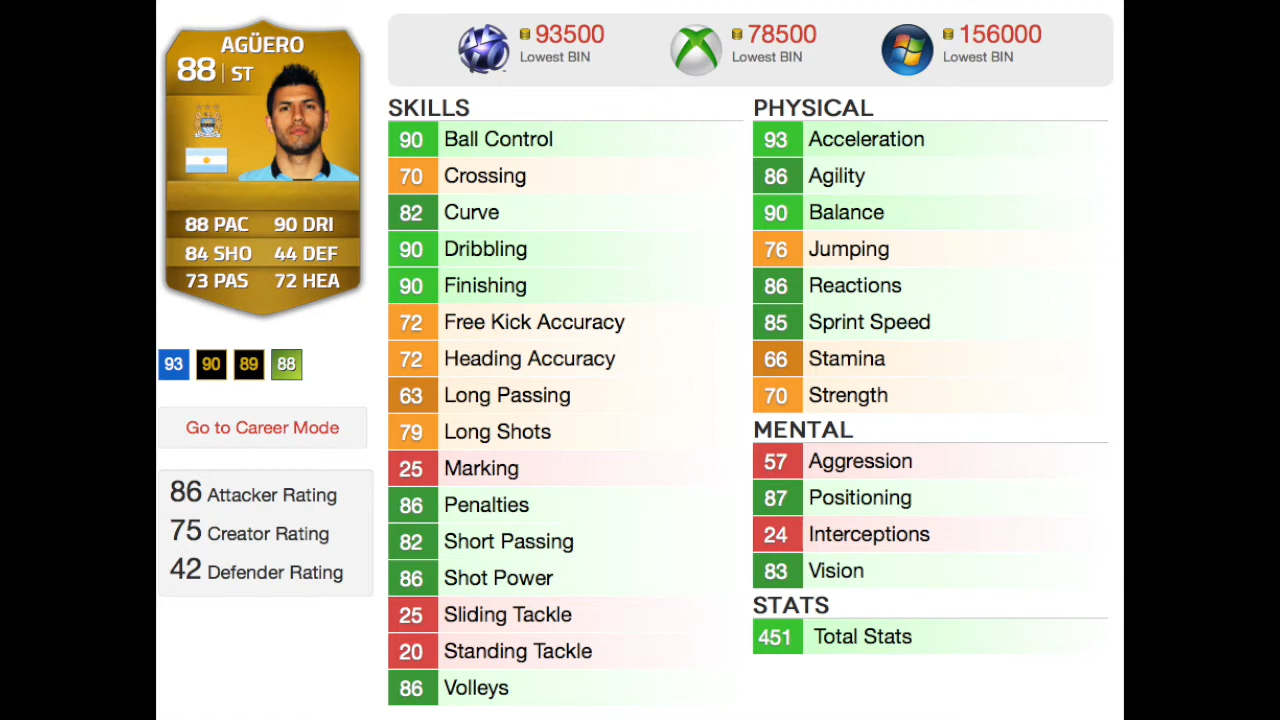 AGÜERO
88 | ST
88 PAC 90 DRI
84 SHO 44 DEF
73 PAS 72 HEA
93 90 89 88
Go to Career Mode
86 Attacker Rating
75 Creator Rating
42 Defender Rating
93500
Lowest BIN
78500
Lowest BIN
156000
Lowest BIN
SKILLS
90 Ball Control
70 Crossing
82 Curve
90 Dribbling
90 Finishing
72 Free Kick Accuracy
72 Heading Accuracy
63 Long Passing
79 Long Shots
25 Marking
86 Penalties
82 Short Passing
86 Shot Power
25 Sliding Tackle
20 Standing Tackle
86 Volleys
PHYSICAL
93 Acceleration
86 Agility
90 Balance
76 Jumping
86 Reactions
85 Sprint Speed
66 Stamina
70 Strength
MENTAL
57 Aggression
87 Positioning
24 Interceptions
83 Vision
STATS
451 Total Stats